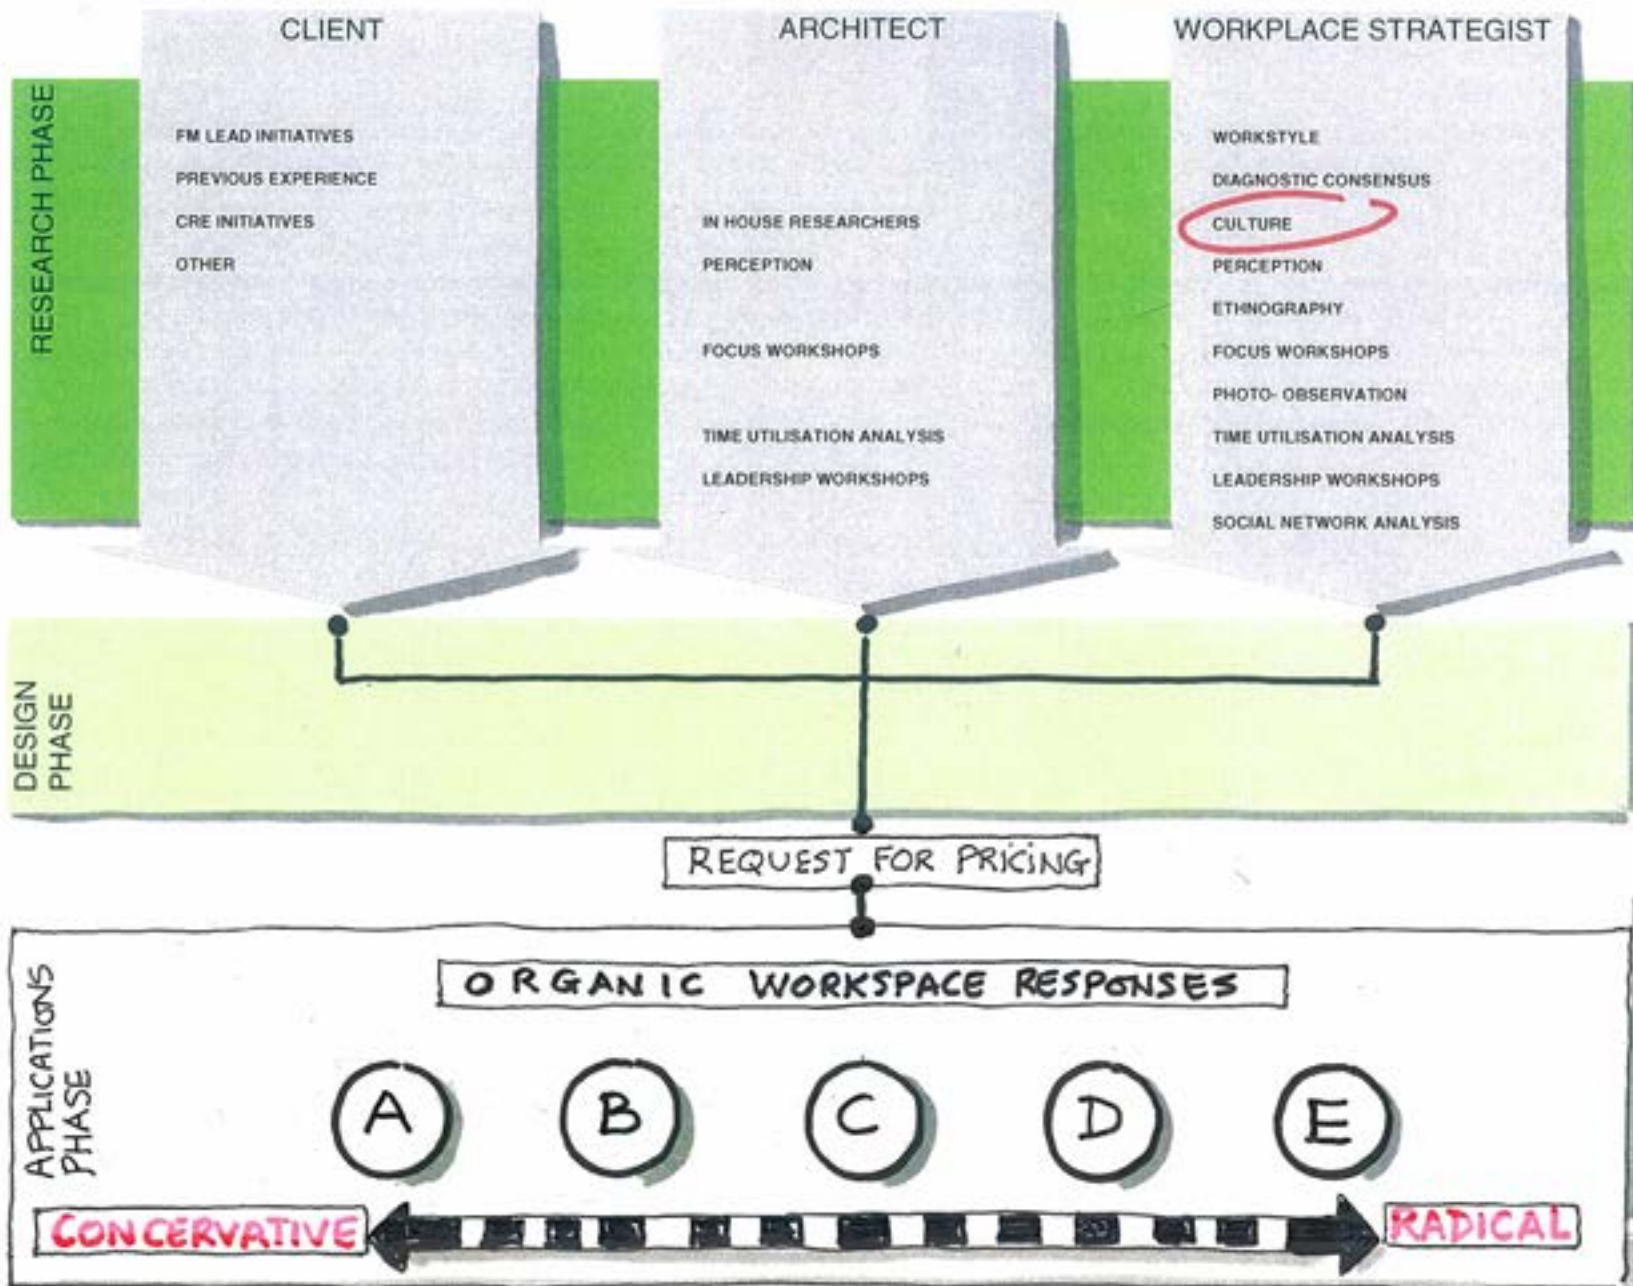 CLIENT
ARCHITECT
WORKPLACE STRATEGIST
RESEARCH PHASE
FM LEAD INITIATIVES
PREVIOUS EXPERIENCE
CRE INITIATIVES
OTHER
IN HOUSE RESEARCHERS
PERCEPTION
FOCUS WORKSHOPS
TIME UTILISATION ANALYSIS
LEADERSHIP WORKSHOPS
WORKSTYLE
DIAGNOSTIC CONSENSUS
CULTURE
PERCEPTION
ETHNOGRAPHY
FOCUS WORKSHOPS
PHOTO- OBSERVATION
TIME UTILISATION ANALYSIS
LEADERSHIP WORKSHOPS
SOCIAL NETWORK ANALYSIS
DESIGN
PHASE
REQUEST FOR PRICING
APPLICATIONS
PHASE
ORGANIC WORKSPACE RESPONSES
A
B
C
D
E
CONCERVATIVE
RADICAL